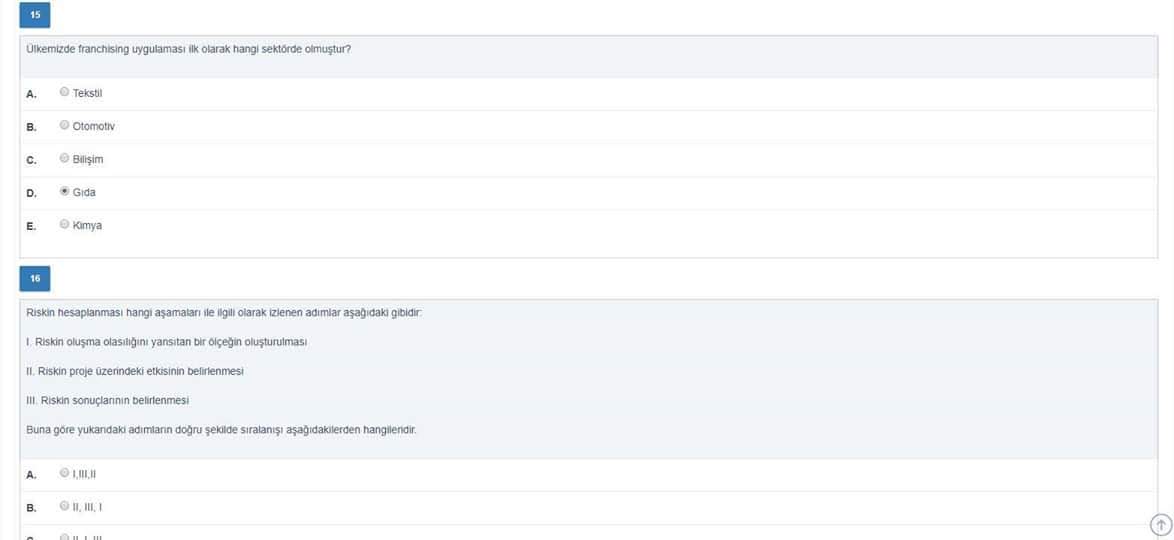 15
Ülkemizde franchising uygulaması ilk olarak hangi sektörde olmuştur?
A. Tekstil
B. Otomotiv
C. Bilişim
D. Gıda
E. Kimya
16
Riskin hesaplanması hangi aşamaları ile ilgili olarak izlenen adımlar aşağıdaki gibidir:
I. Riskin oluşma olasılığını yansıtan bir ölçeğin oluşturulması
II. Riskin proje üzerindeki etkisinin belirlenmesi
III. Riskin sonuçlarının belirlenmesi
Buna göre yukarıdaki adımların doğru şekilde sıralanışı aşağıdakilerden hangileridir.
A. I,III,II
B. II, III, I